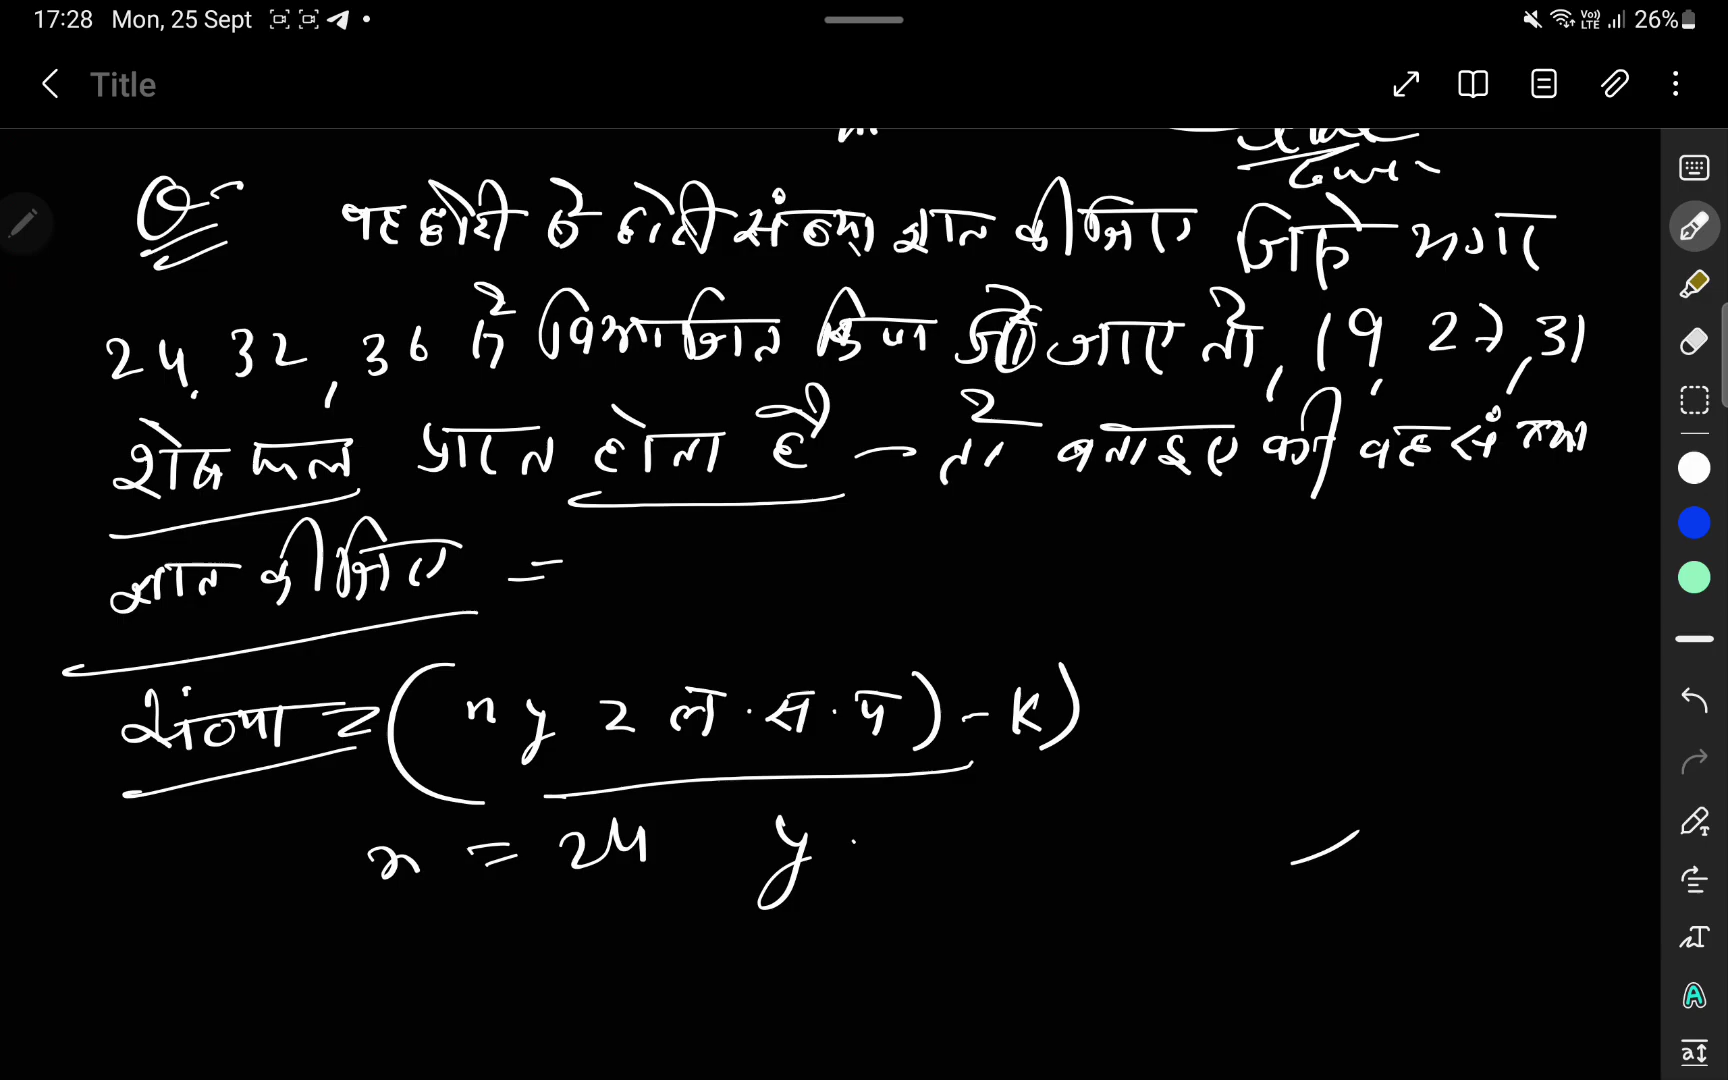 17:28 Mon, 25 Sept 26%
Title
Q वह छोटी से छोटी संख्या ज्ञात कीजिए जिसे अगर
24, 32, 36 से विभाजित किया जाए तो, 19, 27, 31
शेषफल प्राप्त होता है - तो बताइए की वह संख्या
ज्ञात कीजिए =
संख्या = ( x y z ल.स.प) - K)
x = 24 y